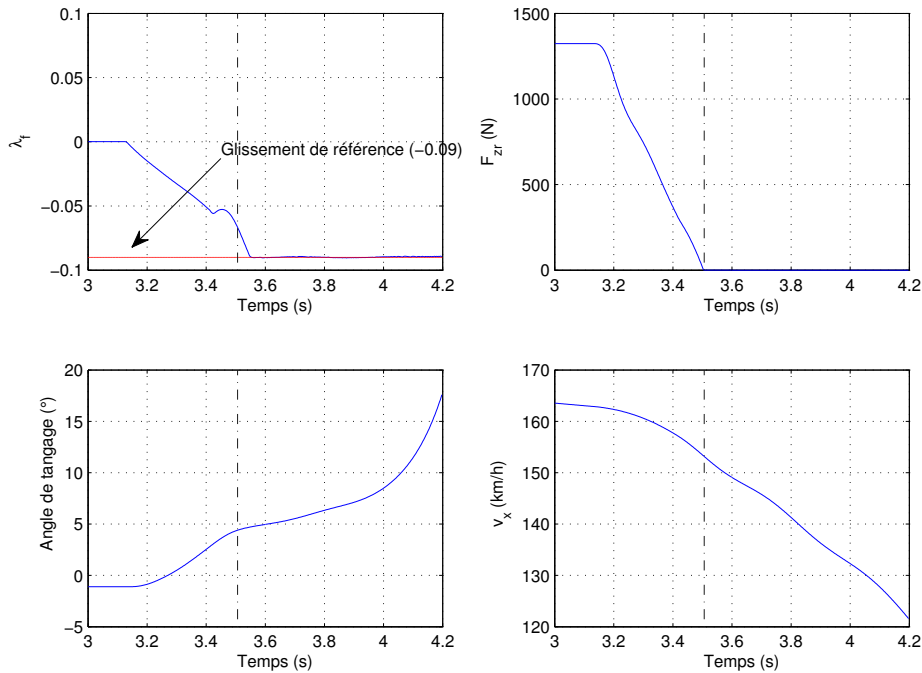 0.1
0.05
0
−0.05
−0.1
λf
Glissement de référence (−0.09)
3 3.2 3.4 3.6 3.8 4 4.2
Temps (s)
1500
1000
500
0
Fzr (N)
3 3.2 3.4 3.6 3.8 4 4.2
Temps (s)
20
15
10
5
0
−5
Angle de tangage (°)
3 3.2 3.4 3.6 3.8 4 4.2
Temps (s)
170
160
150
140
130
120
vx (km/h)
3 3.2 3.4 3.6 3.8 4 4.2
Temps (s)